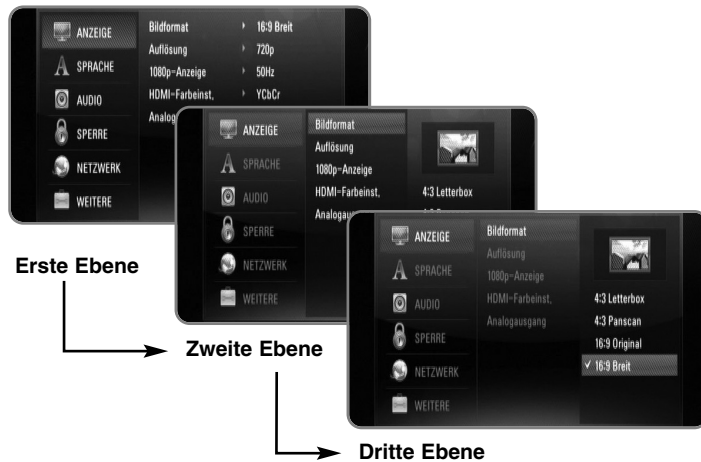 ANZEIGE
SPRACHE
AUDIO
SPERRE
NETZWERK
WEITERE
Bildformat 16:9 Breit
Auflösung 720p
1080p-Anzeige 50Hz
HDMI-Farbeinst. YCbCr
Analog
Erste Ebene
ANZEIGE
SPRACHE
AUDIO
SPERRE
NETZWERK
WEITERE
Bildformat
Auflösung
1080p-Anzeige
HDMI-Farbeinst.
4:3 Letterbox
Zweite Ebene
ANZEIGE
SPRACHE
AUDIO
SPERRE
NETZWERK
WEITERE
Bildformat
Auflösung
1080p-Anzeige
HDMI-Farbeinst.
Analogausgang
4:3 Letterbox
4:3 Panscan
16:9 Original
✓ 16:9 Breit
Dritte Ebene